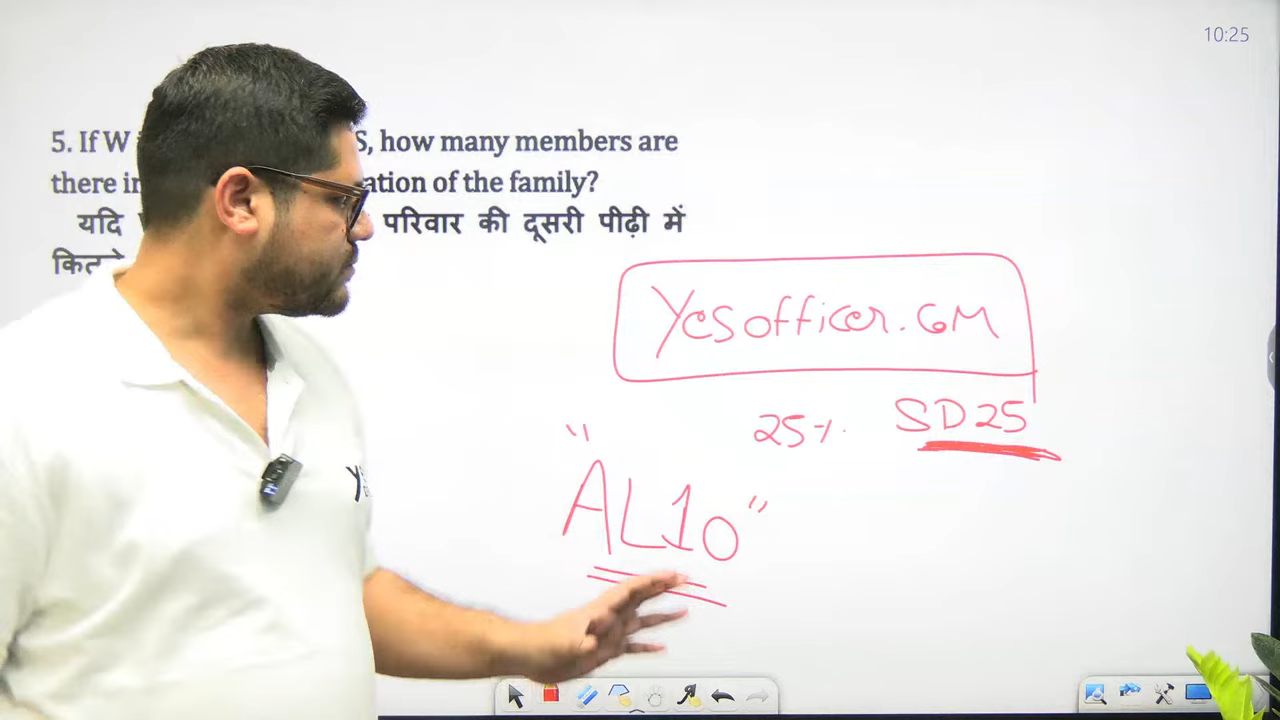 10:25
5. If W S, how many members are
there in ation of the family?
यदि परिवार की दूसरी पीढ़ी में
Yesofficer.COM
25% SD25
"AL10"